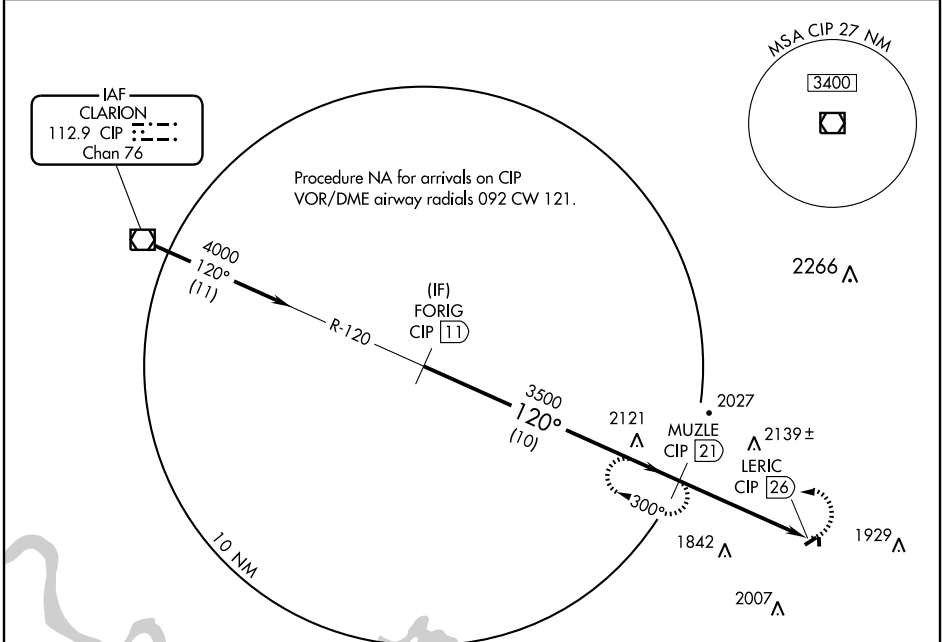 MSA CIP 27 NM
3400
IAF
CLARION
112.9 CIP
Chan 76
Procedure NA for arrivals on CIP
VOR/DME airway radials 092 CW 121.
4000
120°
(11)
R-120
(IF)
FORIG
CIP 11
2266
3500
120°
(10)
2027
2121
MUZLE
CIP 21
2139±
LERIC
CIP 26
300°
1842
1929
2007
10 NM